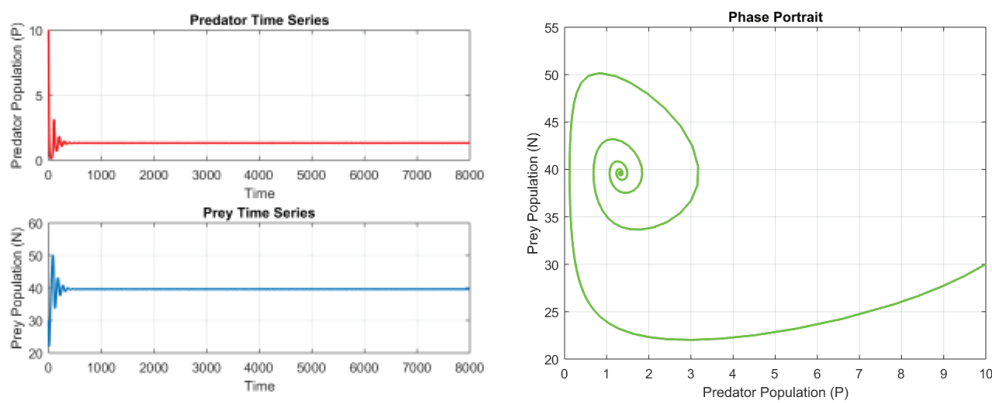 Predator Time Series
Predator Population (P)
10
5
0
0 1000 2000 3000 4000 5000 6000 7000 8000
Time
Prey Time Series
Prey Population (N)
60
50
40
30
20
0 1000 2000 3000 4000 5000 6000 7000 8000
Time
Phase Portrait
Prey Population (N)
55
50
45
40
35
30
25
20
0 1 2 3 4 5 6 7 8 9 10
Predator Population (P)